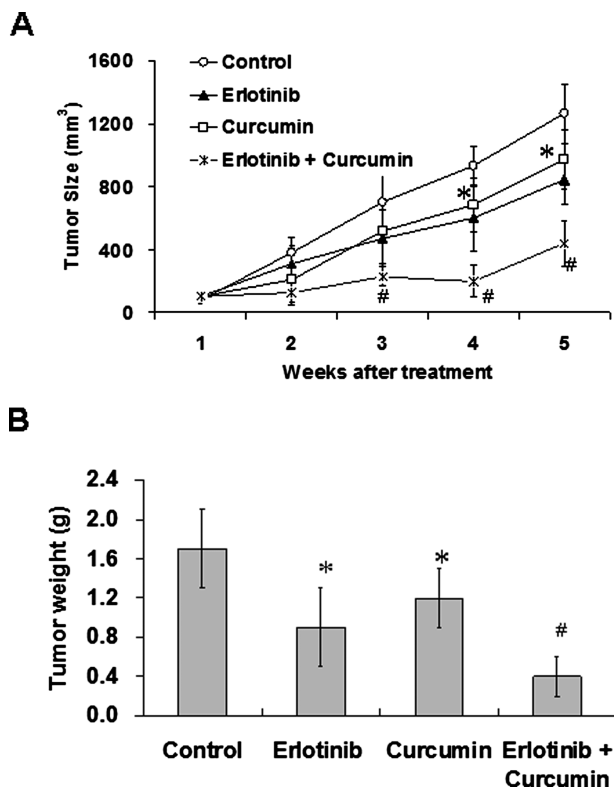 A
Tumor Size (mm³)
1600
1200
800
400
0
Control
Erlotinib
Curcumin
Erlotinib + Curcumin
*
*
#
#
#
1 2 3 4 5
Weeks after treatment
B
Tumor weight (g)
2.4
2.0
1.6
1.2
0.8
0.4
0.0
*
*
#
Control Erlotinib Curcumin Erlotinib +
Curcumin